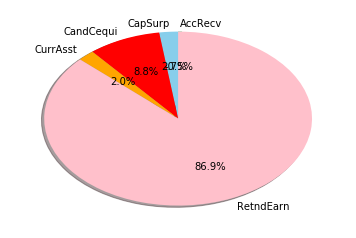 CapSurp
AccRecv
CandCequi
CurrAsst
8.8%
2.0%
86.9%
RetndEarn